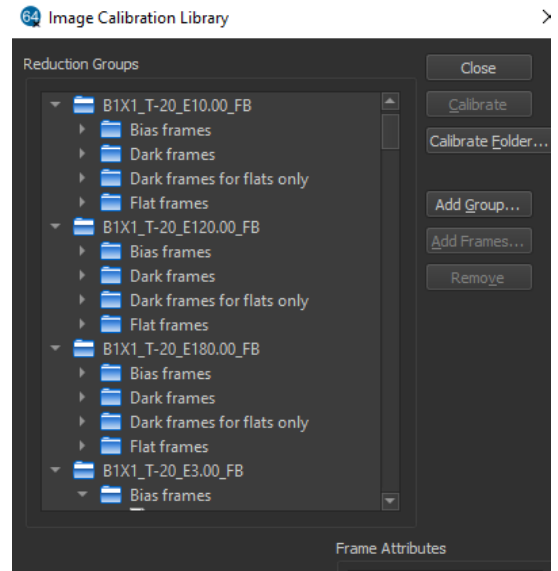 64 Image Calibration Library
Reduction Groups
B1X1_T-20_E10.00_FB
Bias frames
Dark frames
Dark frames for flats only
Flat frames
B1X1_T-20_E120.00_FB
Bias frames
Dark frames
Dark frames for flats only
Flat frames
B1X1_T-20_E180.00_FB
Bias frames
Dark frames
Dark frames for flats only
Flat frames
B1X1_T-20_E3.00_FB
Bias frames
Close
Calibrate
Calibrate Folder...
Add Group...
Add Frames...
Remove
Frame Attributes